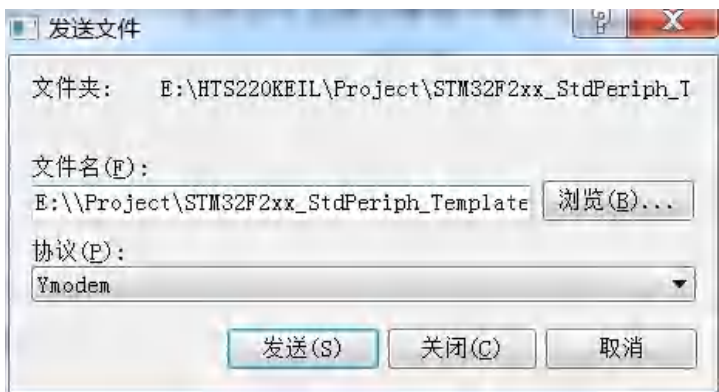 发送文件
文件夹: E:\HTS220KEIL\Project\STM32F2xx_StdPeriph_T
文件名(F):
E:\\Project\STM32F2xx_StdPeriph_Template 浏览(B)...
协议(P):
Ymodem
发送(S) 关闭(C) 取消